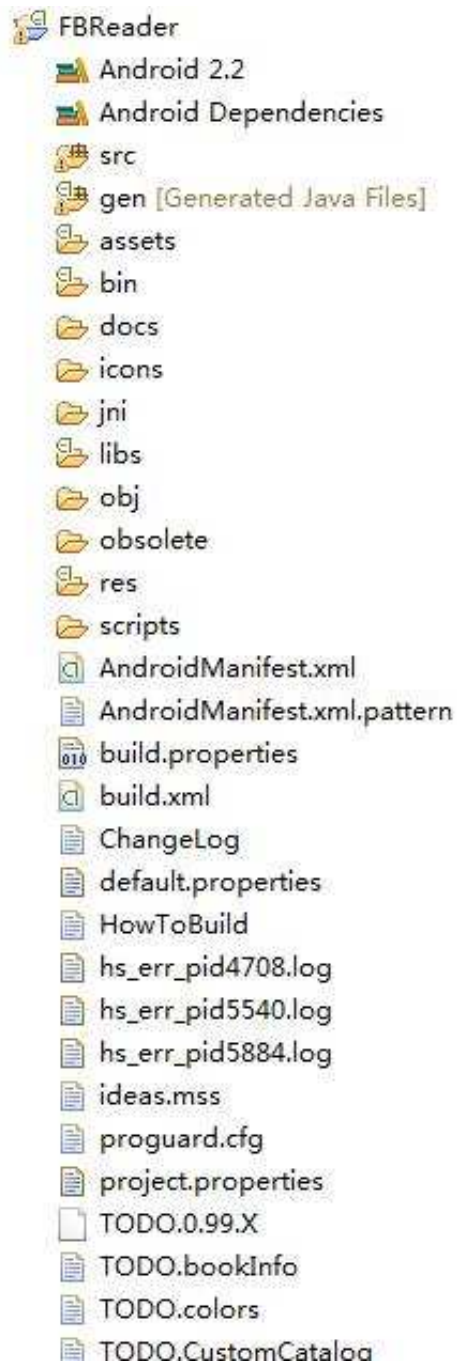 FBReader
Android 2.2
Android Dependencies
src
gen [Generated Java Files]
assets
bin
docs
icons
jni
libs
obj
obsolete
res
scripts
AndroidManifest.xml
AndroidManifest.xml.pattern
build.properties
build.xml
ChangeLog
default.properties
HowToBuild
hs_err_pid4708.log
hs_err_pid5540.log
hs_err_pid5884.log
ideas.mss
proguard.cfg
project.properties
TODO.0.99.X
TODO.bookInfo
TODO.colors
TODO.CustomCatalog